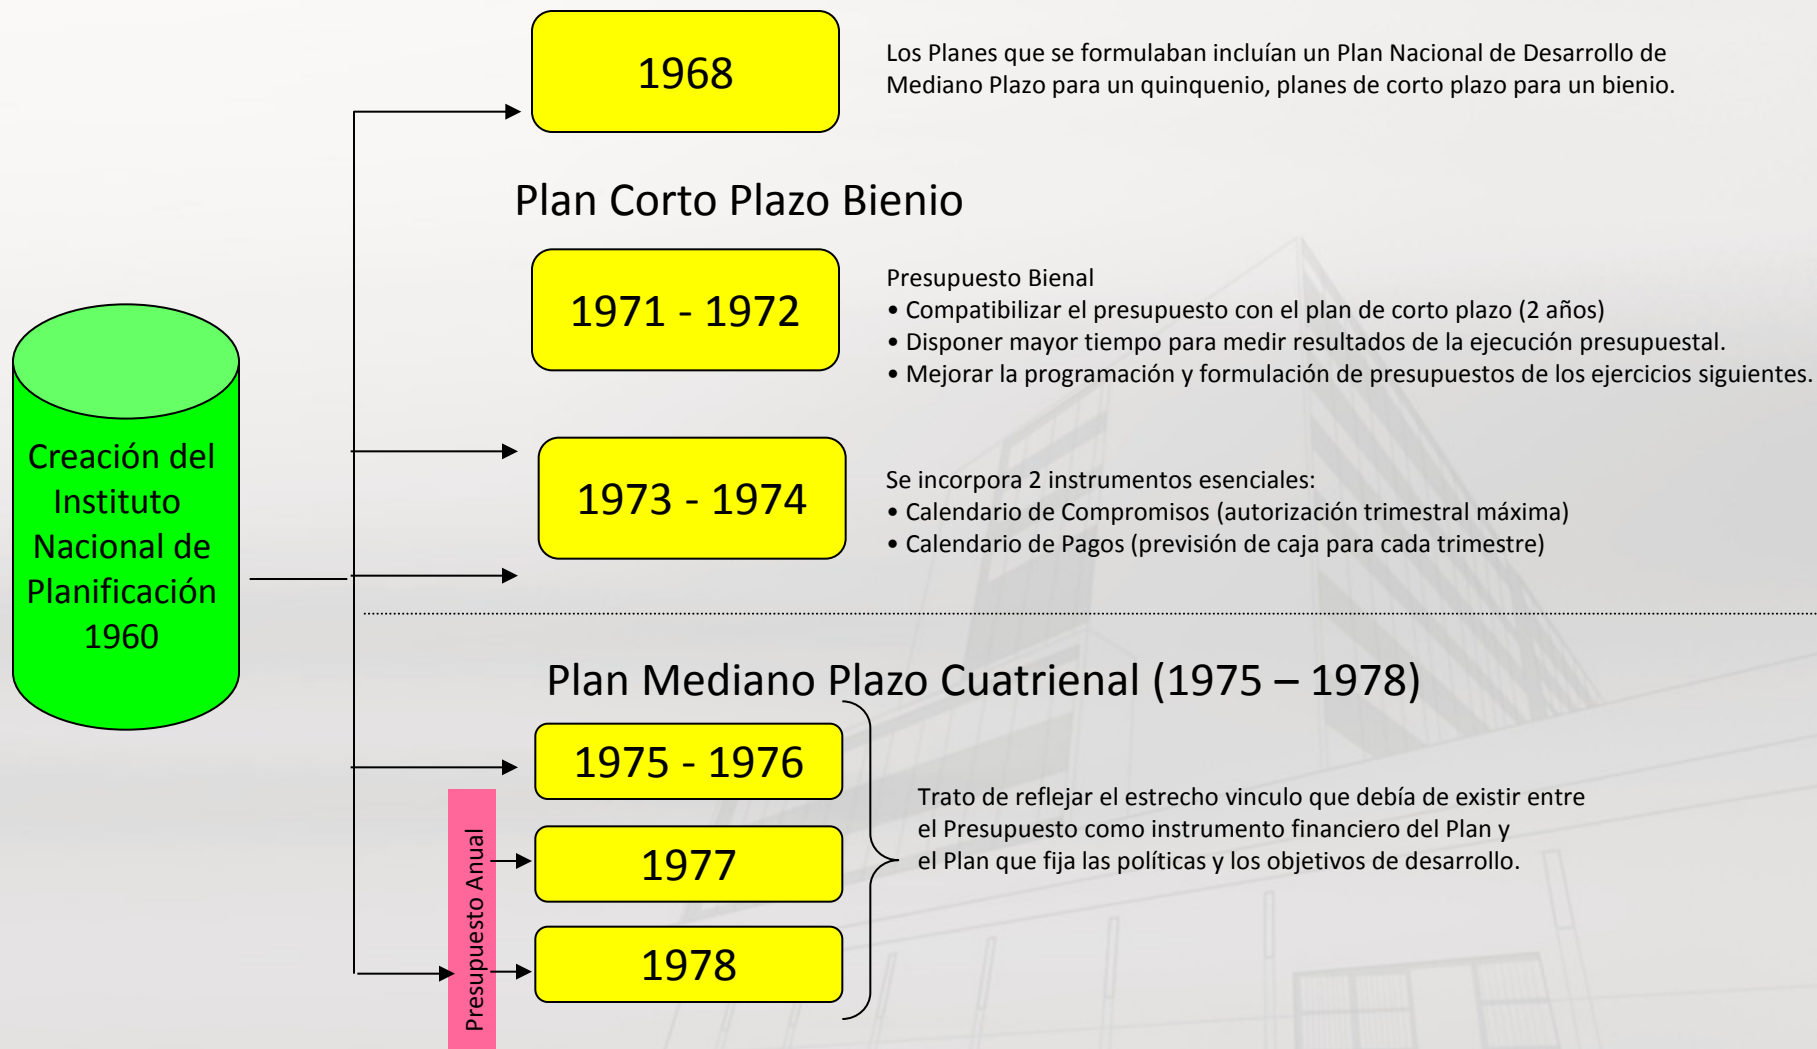 1968
Los Planes que se formulaban incluían un Plan Nacional de Desarrollo de
Mediano Plazo para un quinquenio, planes de corto plazo para un bienio.
Plan Corto Plazo Bienio
1971 - 1972
Presupuesto Bienal
• Compatibilizar el presupuesto con el plan de corto plazo (2 años)
• Disponer mayor tiempo para medir resultados de la ejecución presupuestal.
• Mejorar la programación y formulación de presupuestos de los ejercicios siguientes.
Creación del
Instituto
Nacional de
Planificación
1960
1973 - 1974
Se incorpora 2 instrumentos esenciales:
• Calendario de Compromisos (autorización trimestral máxima)
• Calendario de Pagos (previsión de caja para cada trimestre)
Plan Mediano Plazo Cuatrienal (1975 – 1978)
1975 - 1976
Presupuesto Anual
1977
1978
Trato de reflejar el estrecho vinculo que debía de existir entre
el Presupuesto como instrumento financiero del Plan y
el Plan que fija las políticas y los objetivos de desarrollo.